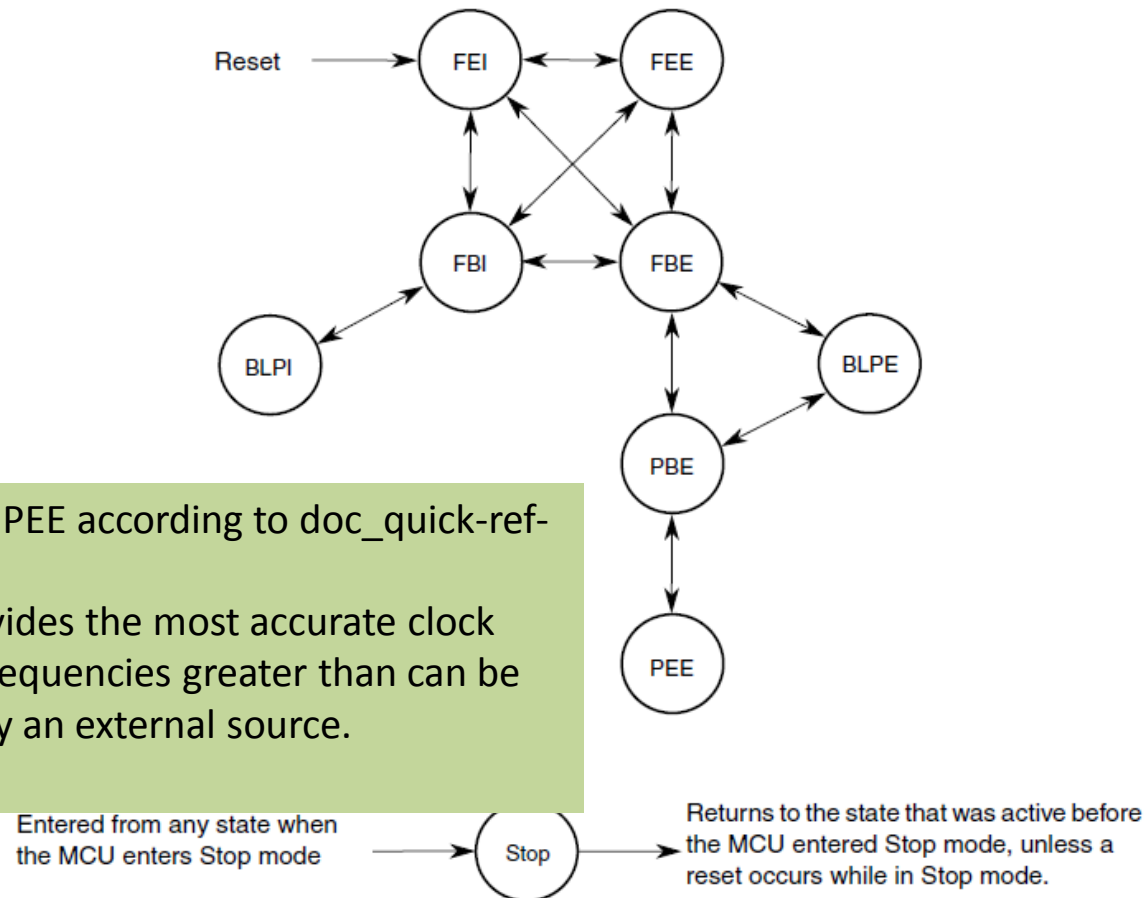 Reset
FEI
FEE
FBI
FBE
BLPI
BLPE
PBE
PEE
PEE according to doc_quick-ref-
vides the most accurate clock
equencies greater than can be
y an external source.
Entered from any state when
the MCU enters Stop mode
Stop
Returns to the state that was active before
the MCU entered Stop mode, unless a
reset occurs while in Stop mode.